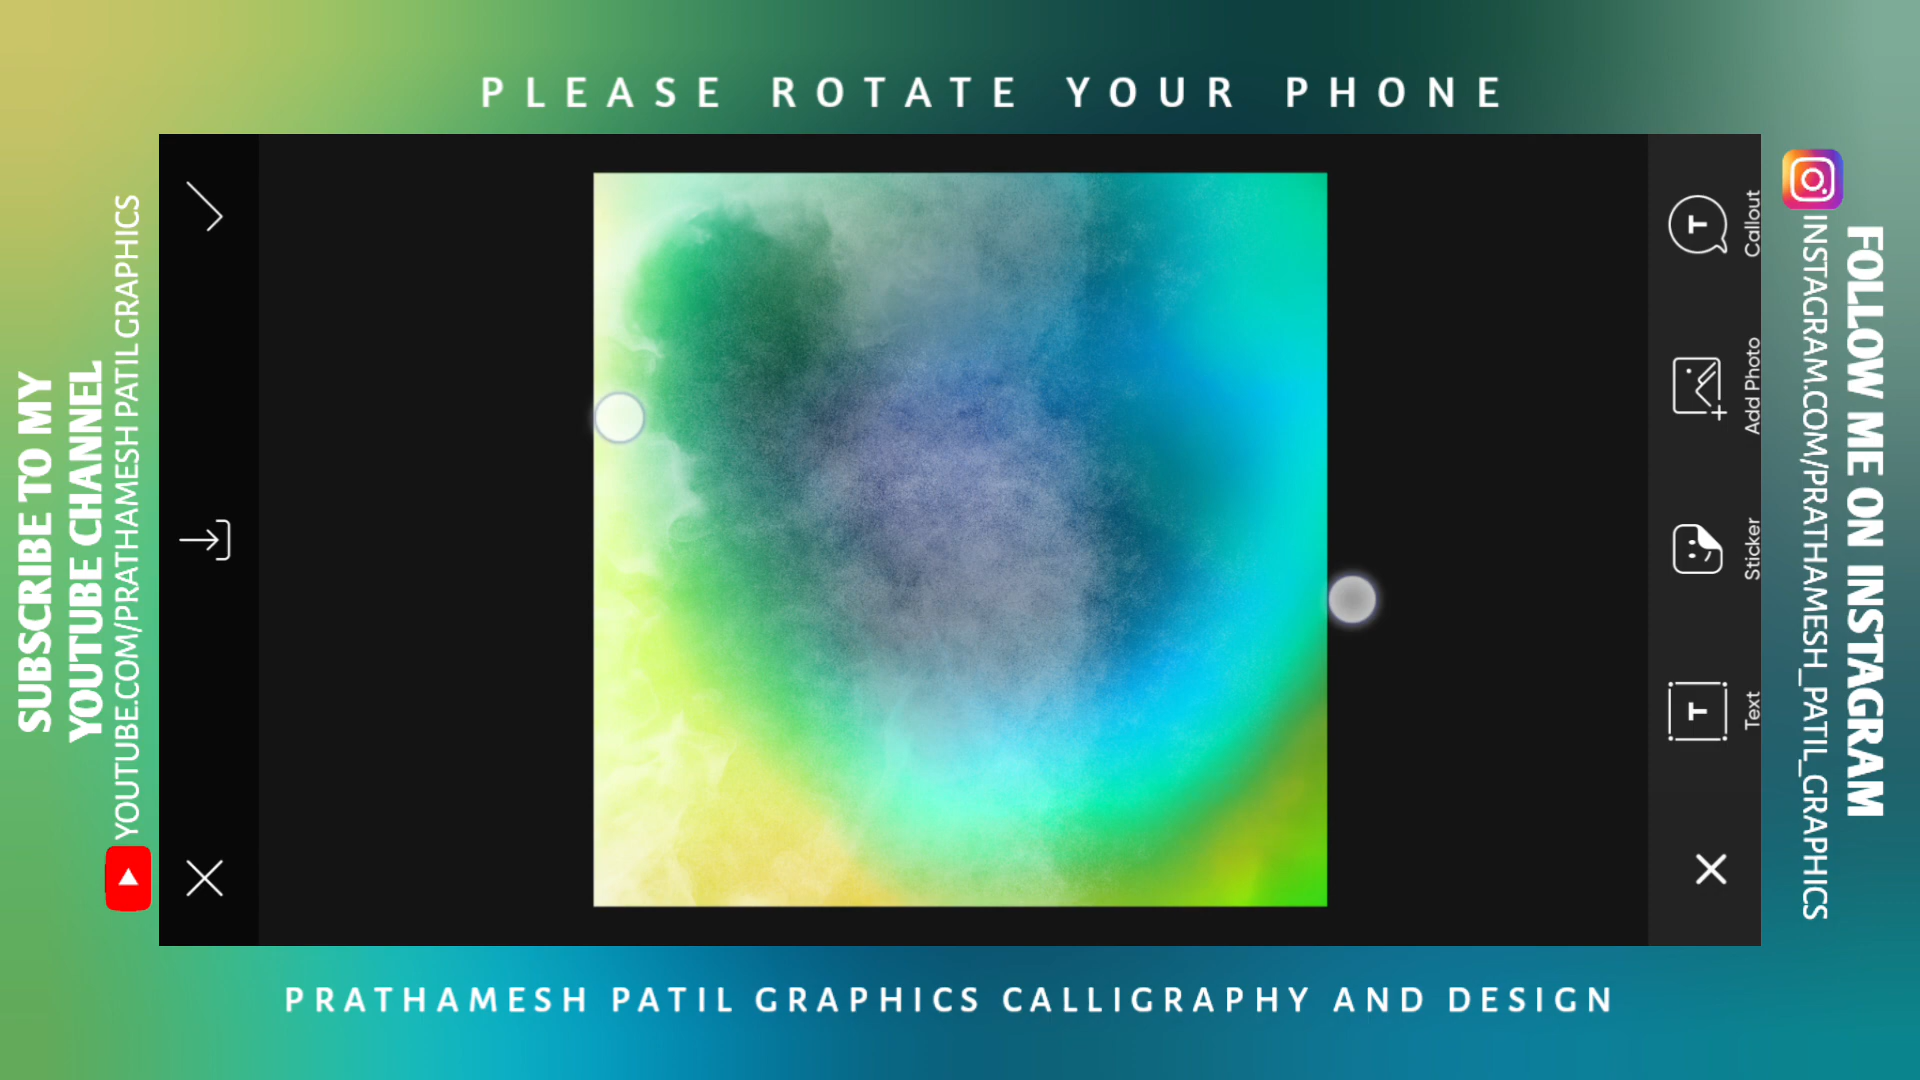 PLEASE ROTATE YOUR PHONE
SUBSCRIBE TO MY
YOUTUBE CHANNEL
YOUTUBE.COM/PRATHAMESH PATIL GRAPHICS
T
Callout
Add Photo
Sticker
T
Text
FOLLOW ME ON INSTAGRAM
INSTAGRAM.COM/PRATHAMESH_PATIL_GRAPHICS
PRATHAMESH PATIL GRAPHICS CALLIGRAPHY AND DESIGN